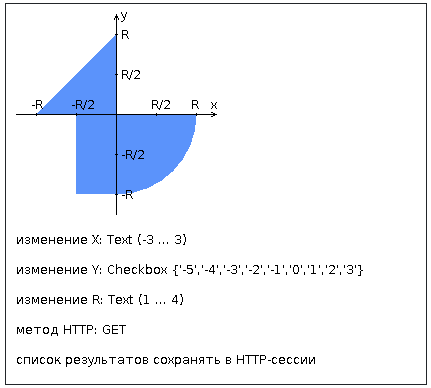 y
R
R/2
-R -R/2 R/2 R x
-R/2
-R
изменение X: Text (-3 ... 3)
изменение Y: Checkbox {'-5','-4','-3','-2','-1','0','1','2','3'}
изменение R: Text (1 ... 4)
метод HTTP: GET
список результатов сохранять в HTTP-сессии